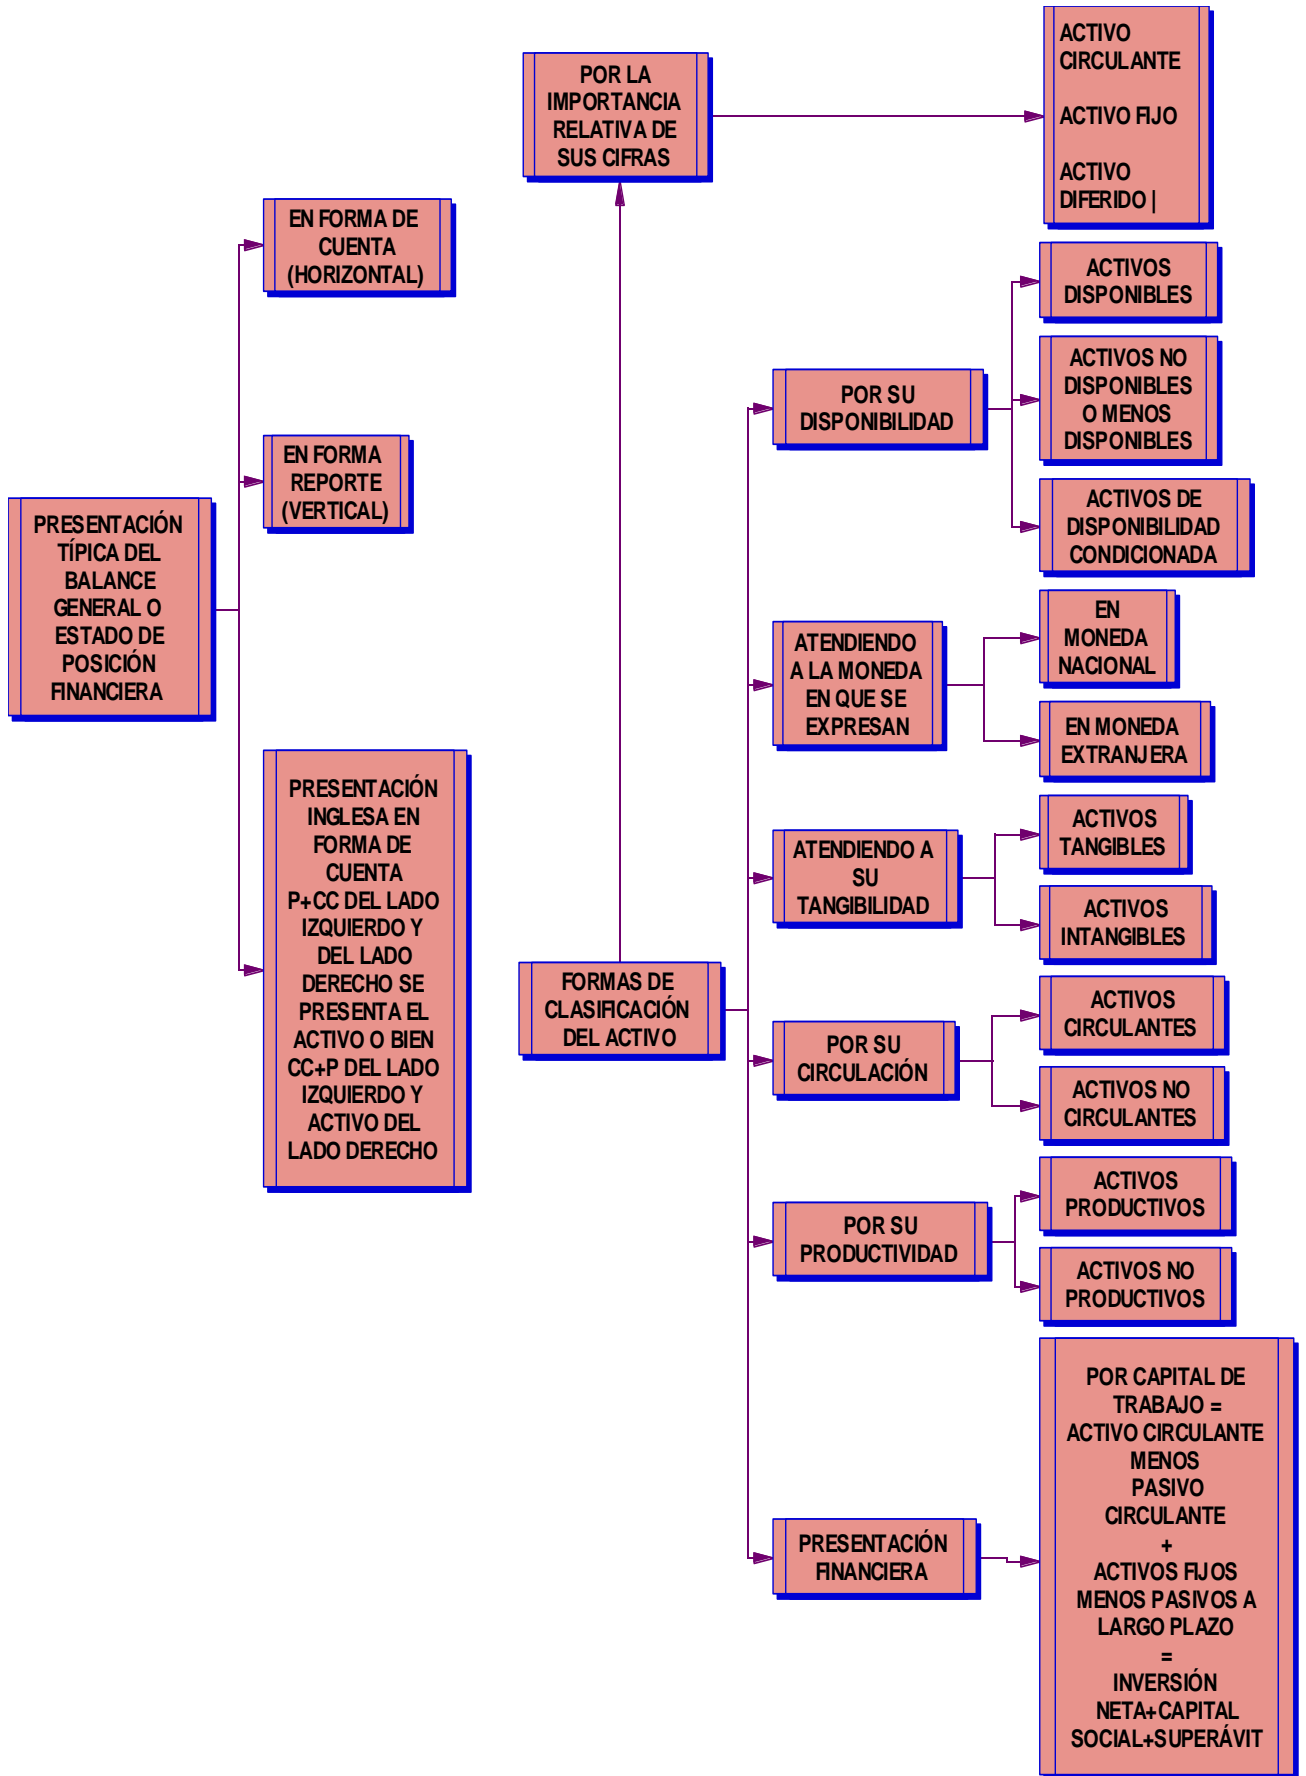 PRESENTACIÓN
TÍPICA DEL
BALANCE
GENERAL O
ESTADO DE
POSICIÓN
FINANCIERA
EN FORMA DE
CUENTA
(HORIZONTAL)
EN FORMA
REPORTE
(VERTICAL)
PRESENTACIÓN
INGLESA EN
FORMA DE
CUENTA
P+CC DEL LADO
IZQUIERDO Y
DEL LADO
DERECHO SE
PRESENTA EL
ACTIVO O BIEN
CC+P DEL LADO
IZQUIERDO Y
ACTIVO DEL
LADO DERECHO
FORMAS DE
CLASIFICACIÓN
DEL ACTIVO
POR LA
IMPORTANCIA
RELATIVA DE
SUS CIFRAS
ACTIVO
CIRCULANTE
ACTIVO FIJO
ACTIVO
DIFERIDO |
POR SU
DISPONIBILIDAD
ACTIVOS
DISPONIBLES
ACTIVOS NO
DISPONIBLES
O MENOS
DISPONIBLES
ACTIVOS DE
DISPONIBILIDAD
CONDICIONADA
ATENDIENDO
A LA MONEDA
EN QUE SE
EXPRESAN
EN
MONEDA
NACIONAL
EN MONEDA
EXTRANJERA
ATENDIENDO A
SU
TANGIBILIDAD
ACTIVOS
TANGIBLES
ACTIVOS
INTANGIBLES
POR SU
CIRCULACIÓN
ACTIVOS
CIRCULANTES
ACTIVOS NO
CIRCULANTES
POR SU
PRODUCTIVIDAD
ACTIVOS
PRODUCTIVOS
ACTIVOS NO
PRODUCTIVOS
PRESENTACIÓN
FINANCIERA
POR CAPITAL DE
TRABAJO =
ACTIVO CIRCULANTE
MENOS
PASIVO
CIRCULANTE
+
ACTIVOS FIJOS
MENOS PASIVOS A
LARGO PLAZO
=
INVERSIÓN
NETA+CAPITAL
SOCIAL+SUPERÁVIT